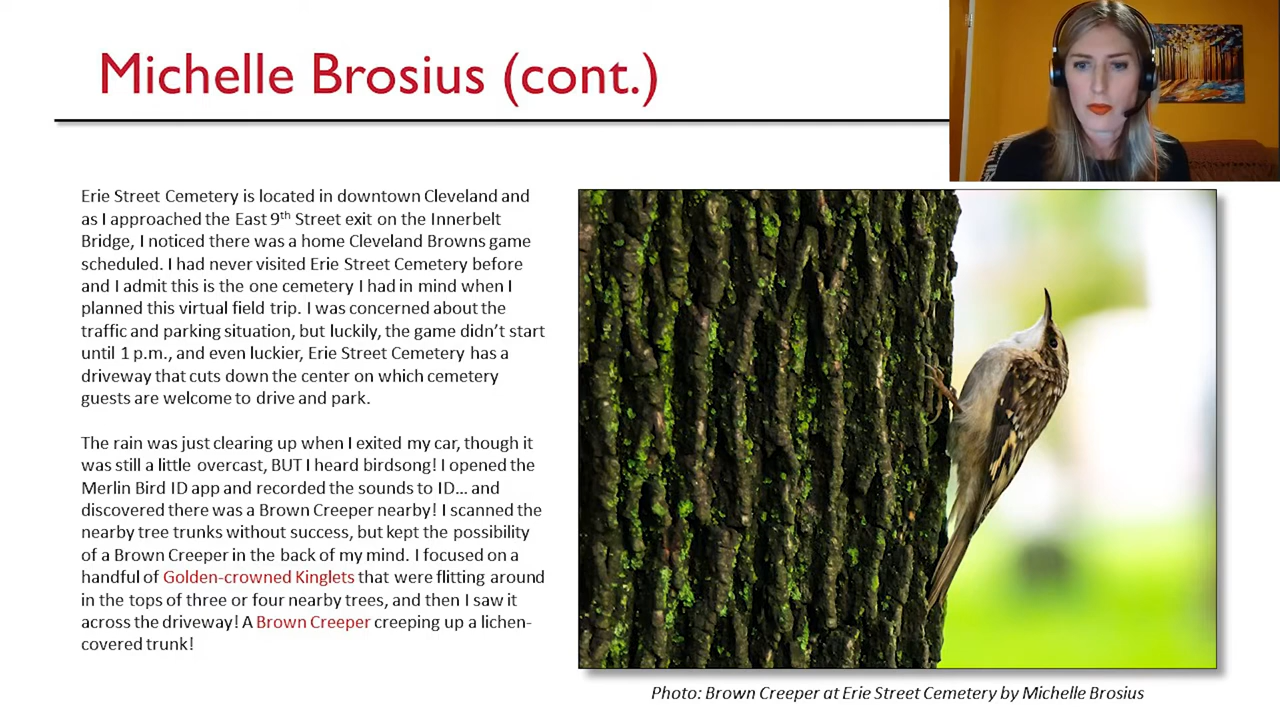 Michelle Brosius (cont.)
Erie Street Cemetery is located in downtown Cleveland and
as I approached the East 9th Street exit on the Innerbelt
Bridge, I noticed there was a home Cleveland Browns game
scheduled. I had never visited Erie Street Cemetery before
and I admit this is the one cemetery I had in mind when I
planned this virtual field trip. I was concerned about the
traffic and parking situation, but luckily, the game didn't start
until 1 p.m., and even luckier, Erie Street Cemetery has a
driveway that cuts down the center on which cemetery
guests are welcome to drive and park.
The rain was just clearing up when I exited my car, though it
was still a little overcast, BUT I heard birdsong! I opened the
Merlin Bird ID app and recorded the sounds to ID... and
discovered there was a Brown Creeper nearby! I scanned the
nearby tree trunks without success, but kept the possibility
of a Brown Creeper in the back of my mind. I focused on a
handful of Golden-crowned Kinglets that were flitting around
in the tops of three or four nearby trees, and then I saw it
across the driveway! A Brown Creeper creeping up a lichen-
covered trunk!
Photo: Brown Creeper at Erie Street Cemetery by Michelle Brosius